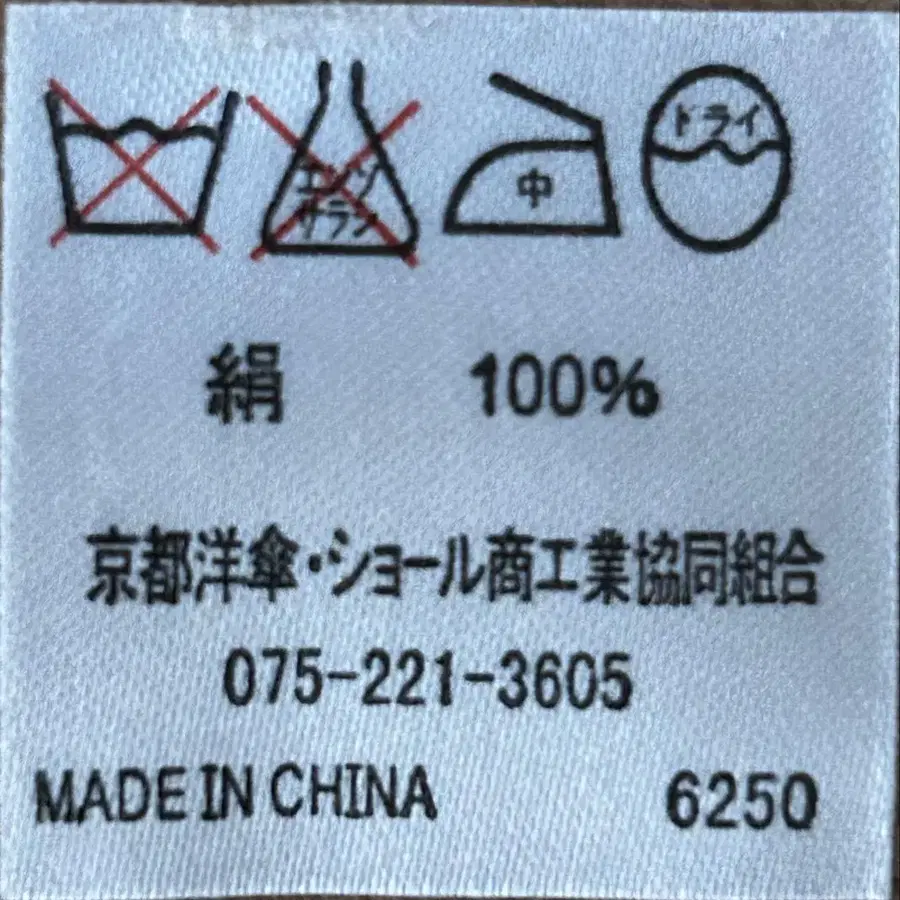 エンソ
サラシ
中
ドライ
絹 100%
京都洋傘・ショール商工業協同組合
075-221-3605
MADE IN CHINA 6250